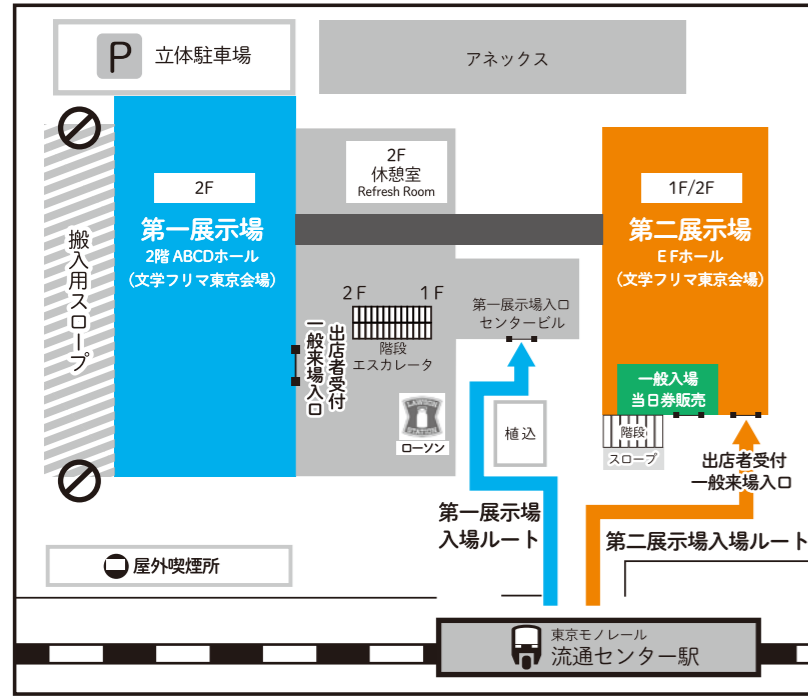 P
立体駐車場
アネックス
2F
休憩室
Refresh Room
2F
第一展示場
2階 ABCDホール
（文学フリマ東京会場）
1F/2F
第二展示場
E Fホール
（文学フリマ東京会場）
搬入用スロープ
2F
1F
階段
エスカレータ
第一展示場入口
センタービル
出店者受付
一般来場入口
LAWSON
STATION
ローソン
植込
一般入場
当日券販売
階段
スロープ
出店者受付
一般来場入口
第一展示場
入場ルート
第二展示場入場ルート
屋外喫煙所
東京モノレール
流通センター駅